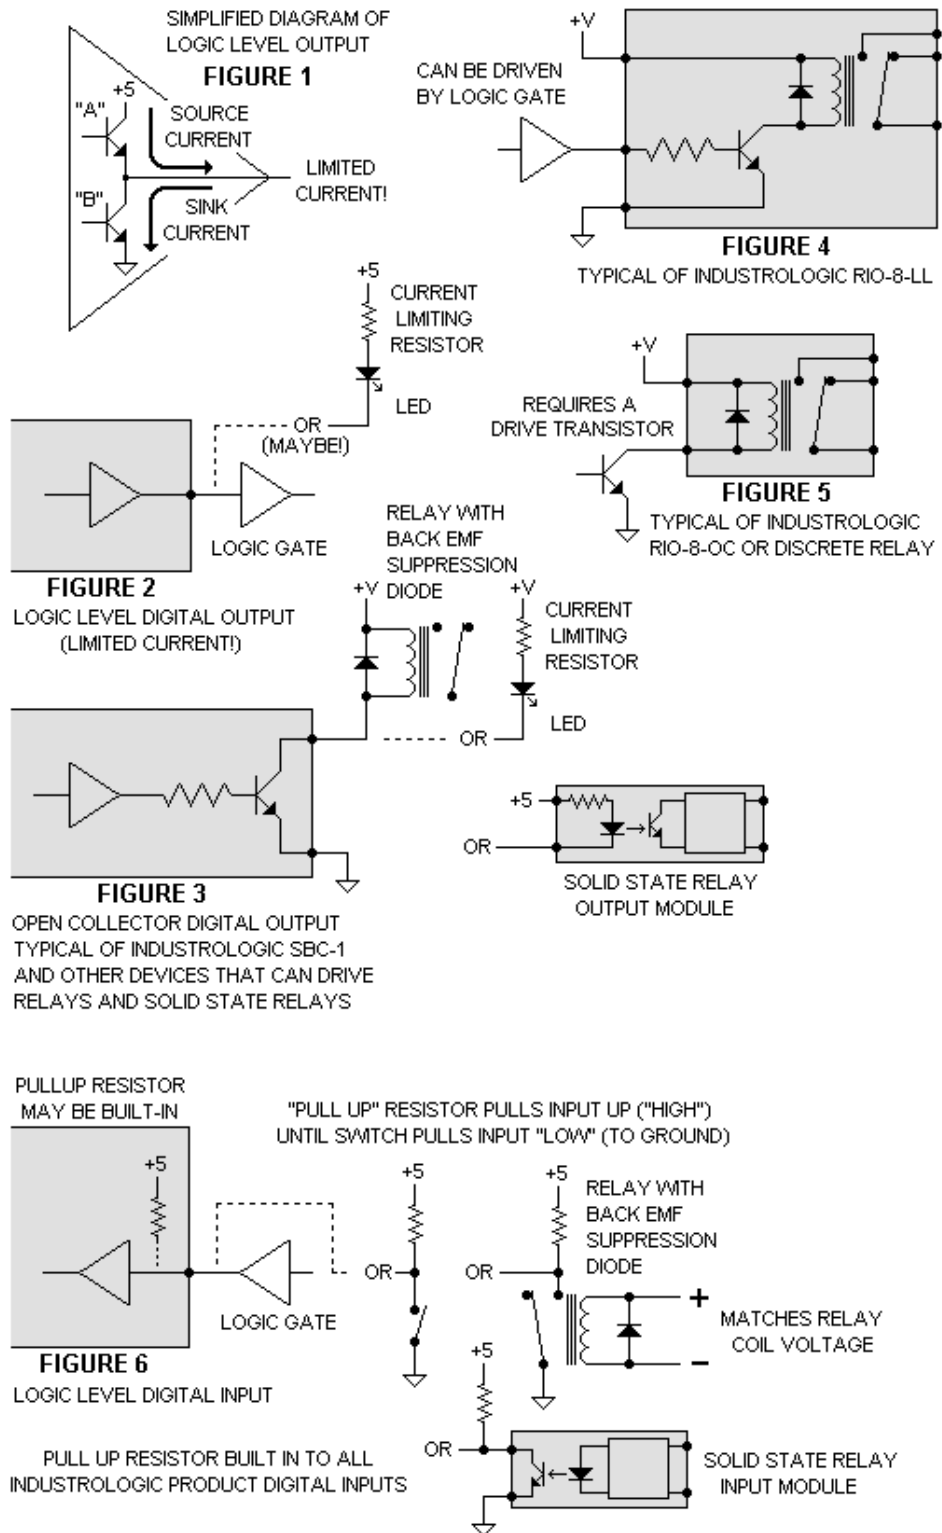 SIMPLIFIED DIAGRAM OF
LOGIC LEVEL OUTPUT
FIGURE 1
+5
"A"
SOURCE
CURRENT
LIMITED
CURRENT!
"B"
SINK
CURRENT
+V
CAN BE DRIVEN
BY LOGIC GATE
FIGURE 4
TYPICAL OF INDUSTROLOGIC RIO-8-LL
+5
CURRENT
LIMITING
RESISTOR
LED
OR
(MAYBE!)
LOGIC GATE
FIGURE 2
LOGIC LEVEL DIGITAL OUTPUT
(LIMITED CURRENT!)
+V
REQUIRES A
DRIVE TRANSISTOR
FIGURE 5
TYPICAL OF INDUSTROLOGIC
RIO-8-OC OR DISCRETE RELAY
RELAY WITH
BACK EMF
SUPPRESSION
DIODE
+V
+V
CURRENT
LIMITING
RESISTOR
LED
OR
FIGURE 3
OPEN COLLECTOR DIGITAL OUTPUT
TYPICAL OF INDUSTROLOGIC SBC-1
AND OTHER DEVICES THAT CAN DRIVE
RELAYS AND SOLID STATE RELAYS
+5
OR
SOLID STATE RELAY
OUTPUT MODULE
PULLUP RESISTOR
MAY BE BUILT-IN
"PULL UP" RESISTOR PULLS INPUT UP ("HIGH")
UNTIL SWITCH PULLS INPUT "LOW" (TO GROUND)
+5
+5
+5
RELAY WITH
BACK EMF
SUPPRESSION
DIODE
OR
OR
LOGIC GATE
+
MATCHES RELAY
COIL VOLTAGE
−
FIGURE 6
LOGIC LEVEL DIGITAL INPUT
+5
OR
PULL UP RESISTOR BUILT IN TO ALL
INDUSTROLOGIC PRODUCT DIGITAL INPUTS
SOLID STATE RELAY
INPUT MODULE